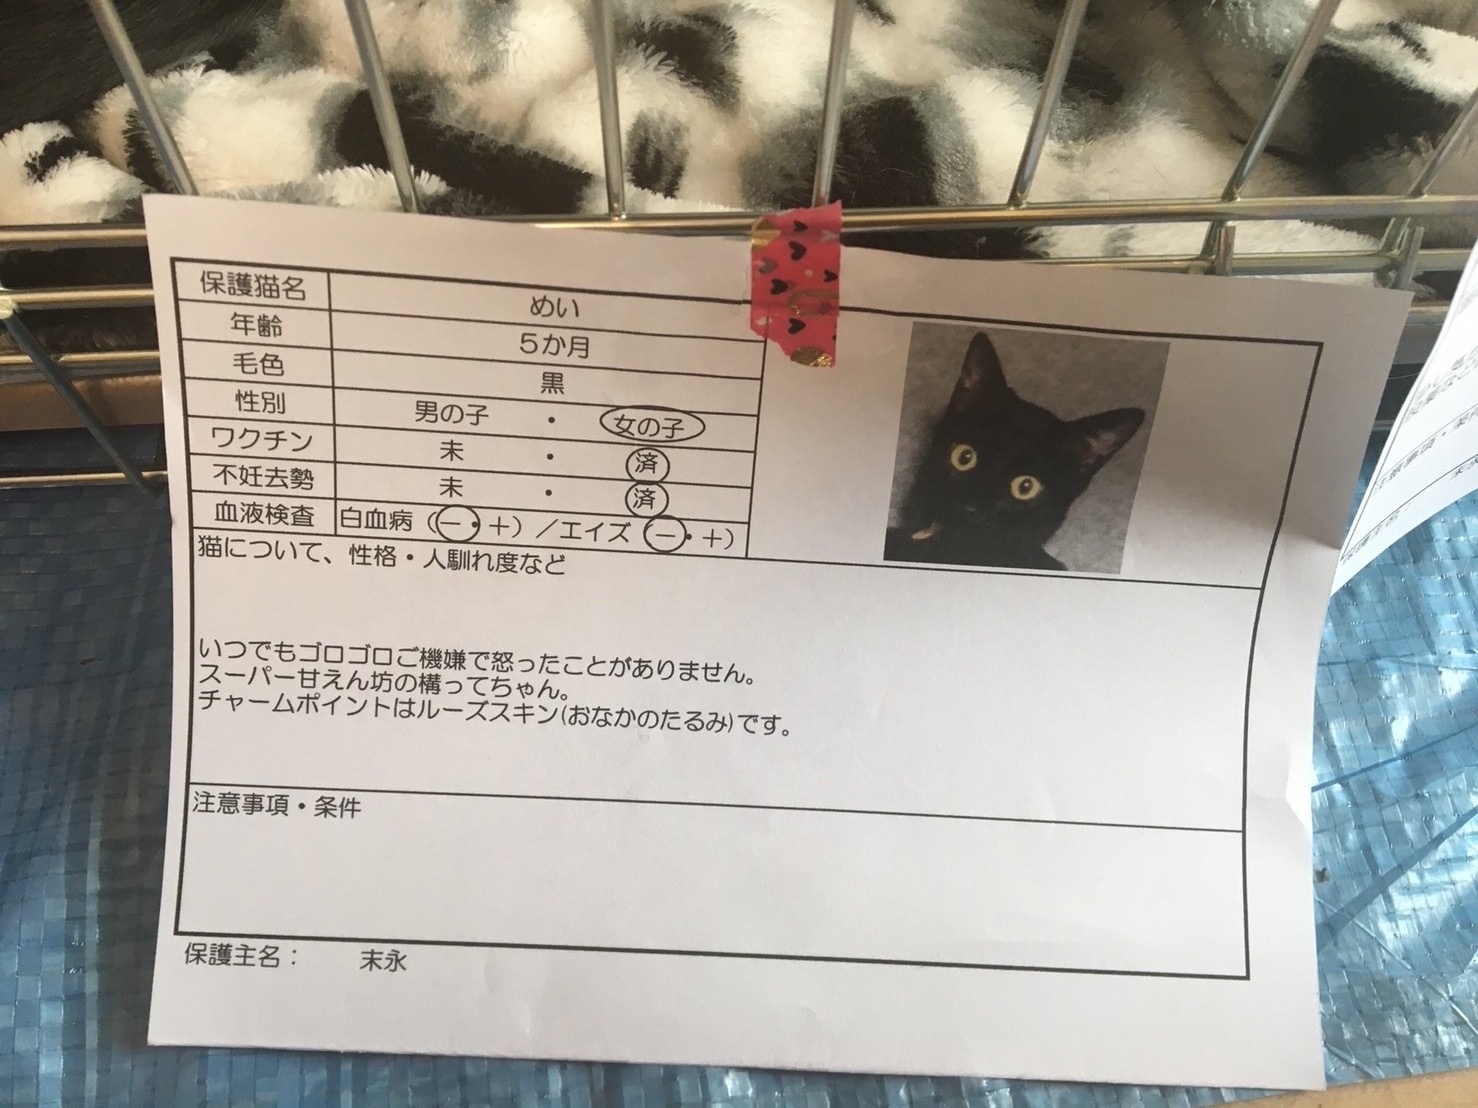 保護猫名 めい
年齢 5か月
毛色 黒
性別 男の子 ・ 女の子
ワクチン 未 ・ 済
不妊去勢 未 ・ 済
血液検査 白血病（－・＋）／エイズ（－・＋）
猫について、性格・人馴れ度など
いつでもゴロゴロご機嫌で怒ったことがありません。
スーパー甘えん坊の構ってちゃん。
チャームポイントはルーズスキン(おなかのたるみ)です。
注意事項・条件
保護主名： 末永
注意事項・条件